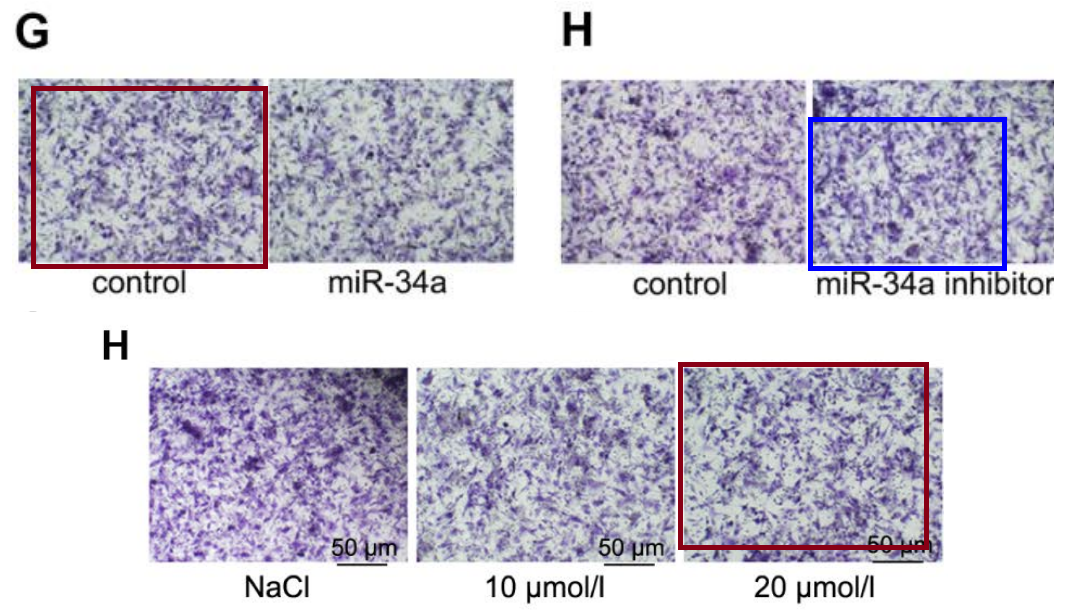 G
H
control
miR-34a
control
miR-34a inhibitor
H
50 µm
50 µm
50 µm
NaCl
10 µmol/l
20 µmol/l